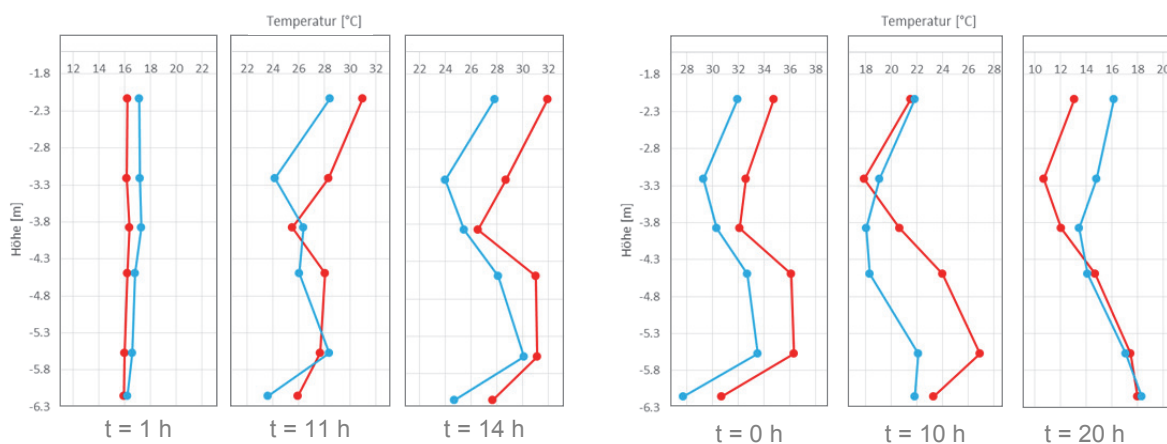 Temperatur [°C]
Temperatur [°C]
12 14 16 18 20 22
22 24 26 28 30 32
22 24 26 28 30 32
28 30 32 34 36 38
18 20 22 24 26 28
10 12 14 16 18 20
Höhe [m]
-1.8
-2.3
-2.8
-3.3
-3.8
-4.3
-4.8
-5.3
-5.8
-6.3
Höhe [m]
-1.8
-2.3
-2.8
-3.3
-3.8
-4.3
-4.8
-5.3
-5.8
-6.3
t = 1 h
t = 11 h
t = 14 h
t = 0 h
t = 10 h
t = 20 h